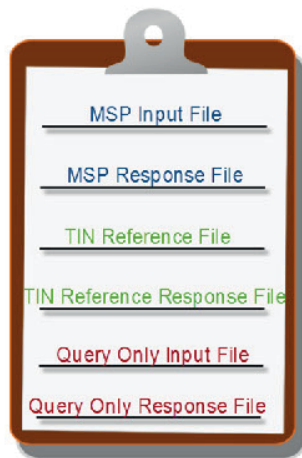 MSP Input File
MSP Response File
TIN Reference File
TIN Reference Response File
Query Only Input File
Query Only Response File